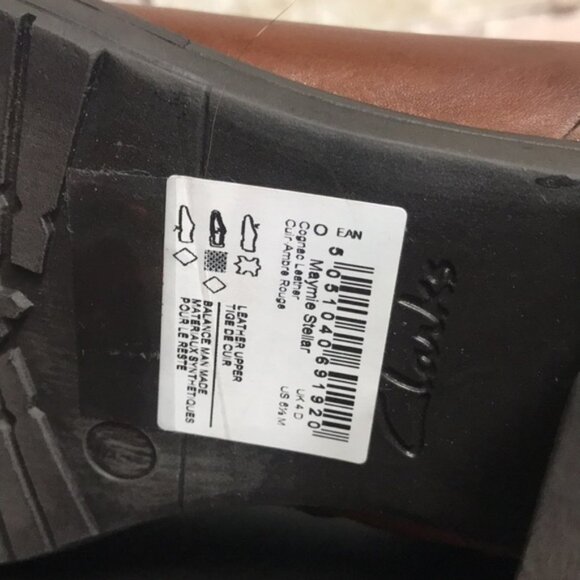 EAN
5 051040 691920
O Maymie Stellar
Cognac Leather
Cuir Ambre Rouge
UK 4 D
US 6½ M
LEATHER UPPER
TIGE DE CUIR
BALANCE MAN MADE
MATERIAUX SYNTHETIQUES
POUR LE RESTE
Clarks